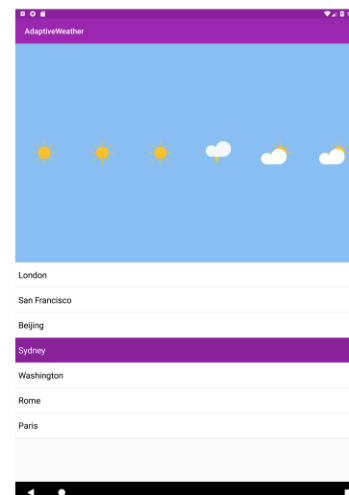 AdaptiveWeather
London
San Francisco
Beijing
Sydney
Washington
Rome
Paris